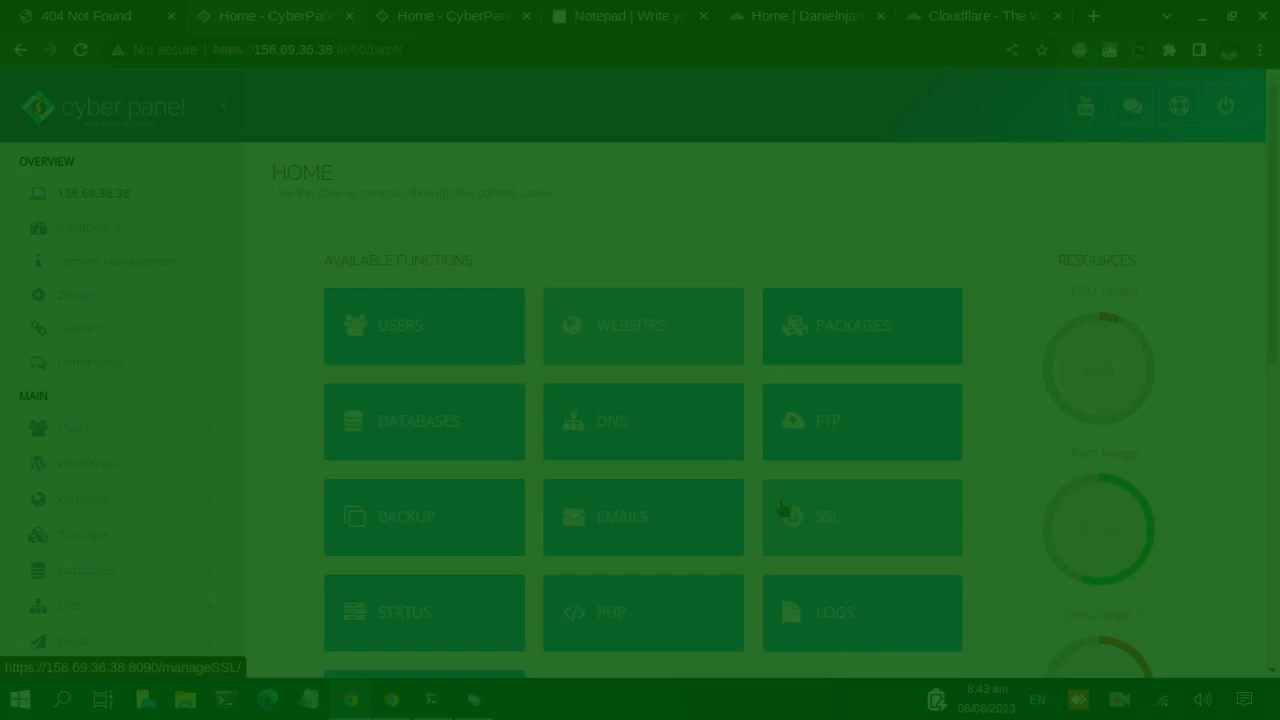 404 Not Found
Home - CyberPan
Home - CyberPan
Notepad | Write yo
Home | Danielnjam
Cloudflare - The W
Not secure | https://158.69.36.38:8090/base/
cyber panel
OVERVIEW
158.69.36.38
Dashboard
Version Management
Design
Connect
Community
MAIN
Users
WordPress
Websites
Packages
Databases
DNS
Email
HOME
Use the tabs to navigate through the control panel.
AVAILABLE FUNCTIONS
USERS
WEBSITES
PACKAGES
DATABASES
DNS
FTP
BACKUP
EMAILS
SSL
STATUS
PHP
LOGS
RESOURCES
CPU Usage
Ram Usage
Disk Usage
https://158.69.36.38:8090/manageSSL/
8:43 am
06/08/2023
EN